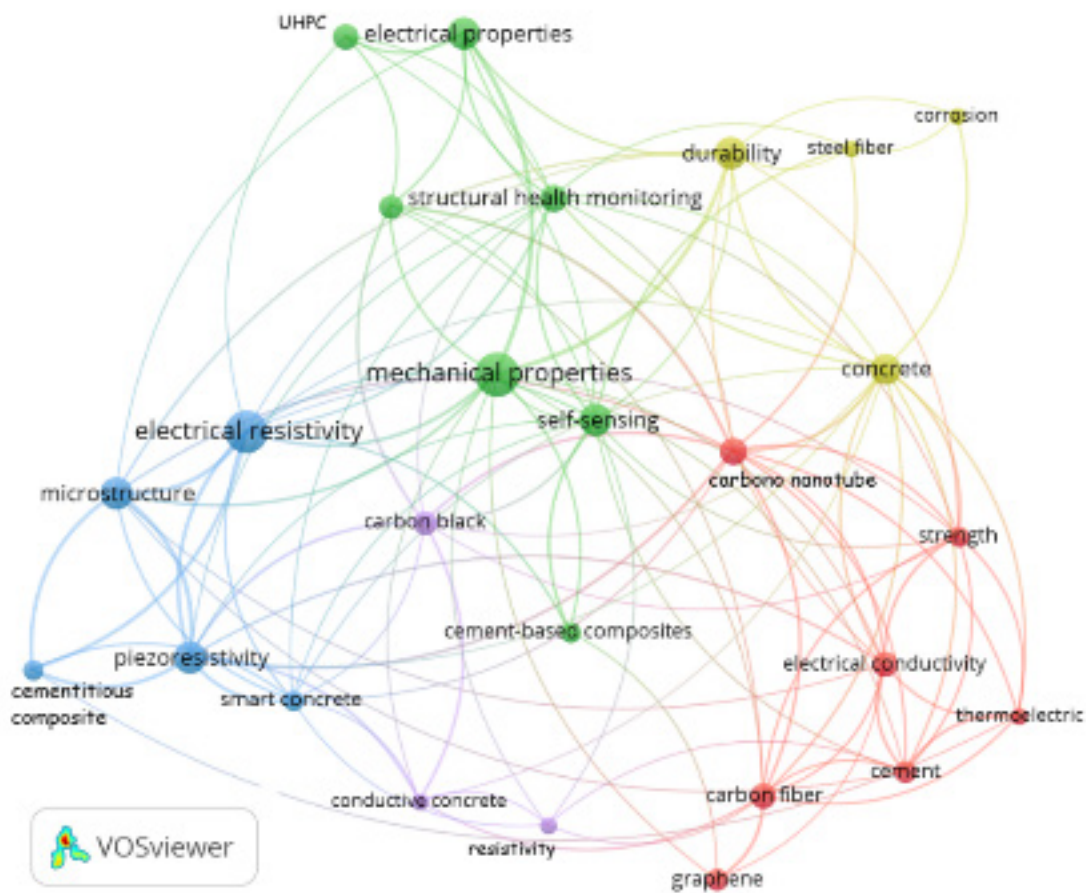 UHPC
electrical properties
corrosion
steel fiber
durability
structural health monitoring
concrete
mechanical properties
self-sensing
electrical resistivity
carbono nanotube
microstructure
carbon black
strength
cement-based composites
piezoresistivity
electrical conductivity
cementitious
composite
smart concrete
thermoelectric
cement
carbon fiber
conductive concrete
resistivity
VOSviewer
graphene